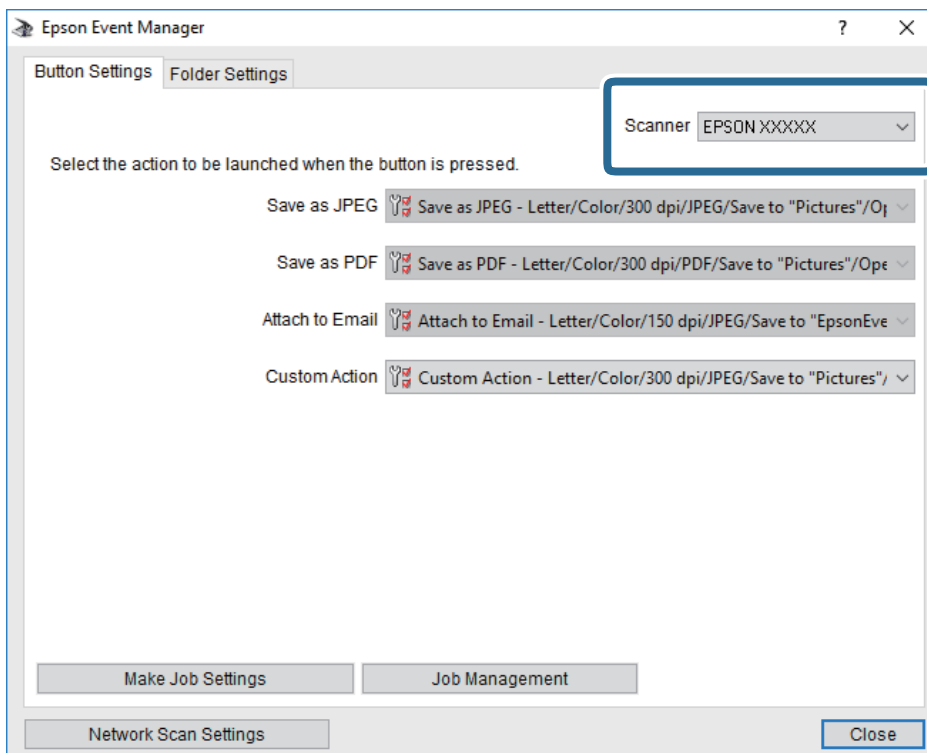 Epson Event Manager
Button Settings
Folder Settings
Scanner EPSON XXXXX
Select the action to be launched when the button is pressed.
Save as JPEG Save as JPEG - Letter/Color/300 dpi/JPEG/Save to "Pictures"/Op
Save as PDF Save as PDF - Letter/Color/300 dpi/PDF/Save to "Pictures"/Ope
Attach to Email Attach to Email - Letter/Color/150 dpi/JPEG/Save to "EpsonEve
Custom Action Custom Action - Letter/Color/300 dpi/JPEG/Save to "Pictures"/
Make Job Settings
Job Management
Network Scan Settings
Close